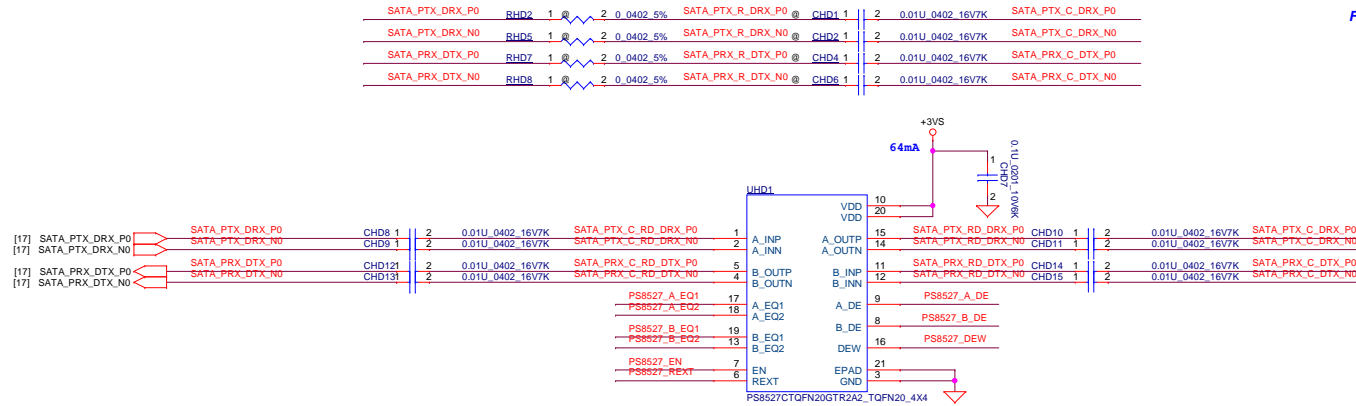 SATA_PTX_DRX_P0 RHD2 1 @ 2 0_0402_5% SATA_PTX_R_DRX_P0 @ CHD1 1 2 0.01U_0402_16V7K SATA_PTX_C_DRX_P0
F
SATA_PTX_DRX_N0 RHD5 1 @ 2 0_0402_5% SATA_PTX_R_DRX_N0 @ CHD2 1 2 0.01U_0402_16V7K SATA_PTX_C_DRX_N0
SATA_PRX_DTX_P0 RHD7 1 @ 2 0_0402_5% SATA_PRX_R_DTX_P0 @ CHD4 1 2 0.01U_0402_16V7K SATA_PRX_C_DTX_P0
SATA_PRX_DTX_N0 RHD8 1 @ 2 0_0402_5% SATA_PRX_R_DTX_N0 @ CHD6 1 2 0.01U_0402_16V7K SATA_PRX_C_DTX_N0
+3VS
64mA
1
2
CHD7
0.1U_0201_10V6K
UHD1
10 VDD
20 VDD
[17] SATA_PTX_DRX_P0 SATA_PTX_DRX_P0 CHD8 1 2 0.01U_0402_16V7K SATA_PTX_C_RD_DRX_P0 1 A_INP A_OUTP 15 SATA_PTX_RD_DRX_P0 CHD10 1 2 0.01U_0402_16V7K SATA_PTX_C_DRX_P0
[17] SATA_PTX_DRX_N0 SATA_PTX_DRX_N0 CHD9 1 2 0.01U_0402_16V7K SATA_PTX_C_RD_DRX_N0 2 A_INN A_OUTN 14 SATA_PTX_RD_DRX_N0 CHD11 1 2 0.01U_0402_16V7K SATA_PTX_C_DRX_N0
[17] SATA_PRX_DTX_P0 SATA_PRX_DTX_P0 CHD12 1 2 0.01U_0402_16V7K SATA_PRX_C_RD_DTX_P0 5 B_OUTP B_INP 11 SATA_PRX_RD_DTX_P0 CHD14 1 2 0.01U_0402_16V7K SATA_PRX_C_DTX_P0
[17] SATA_PRX_DTX_N0 SATA_PRX_DTX_N0 CHD13 1 2 0.01U_0402_16V7K SATA_PRX_C_RD_DTX_N0 4 B_OUTN B_INN 12 SATA_PRX_RD_DTX_N0 CHD15 1 2 0.01U_0402_16V7K SATA_PRX_C_DTX_N0
PS8527_A_EQ1 17 A_EQ1 A_DE 9 PS8527_A_DE
PS8527_A_EQ2 18 A_EQ2
B_DE 8 PS8527_B_DE
PS8527_B_EQ1 19 B_EQ1
PS8527_B_EQ2 13 B_EQ2 DEW 16 PS8527_DEW
PS8527_EN 7 EN EPAD 21
PS8527_REXT 6 REXT GND 3
PS8527CTQFN20GTR2A2_TQFN20_4X4